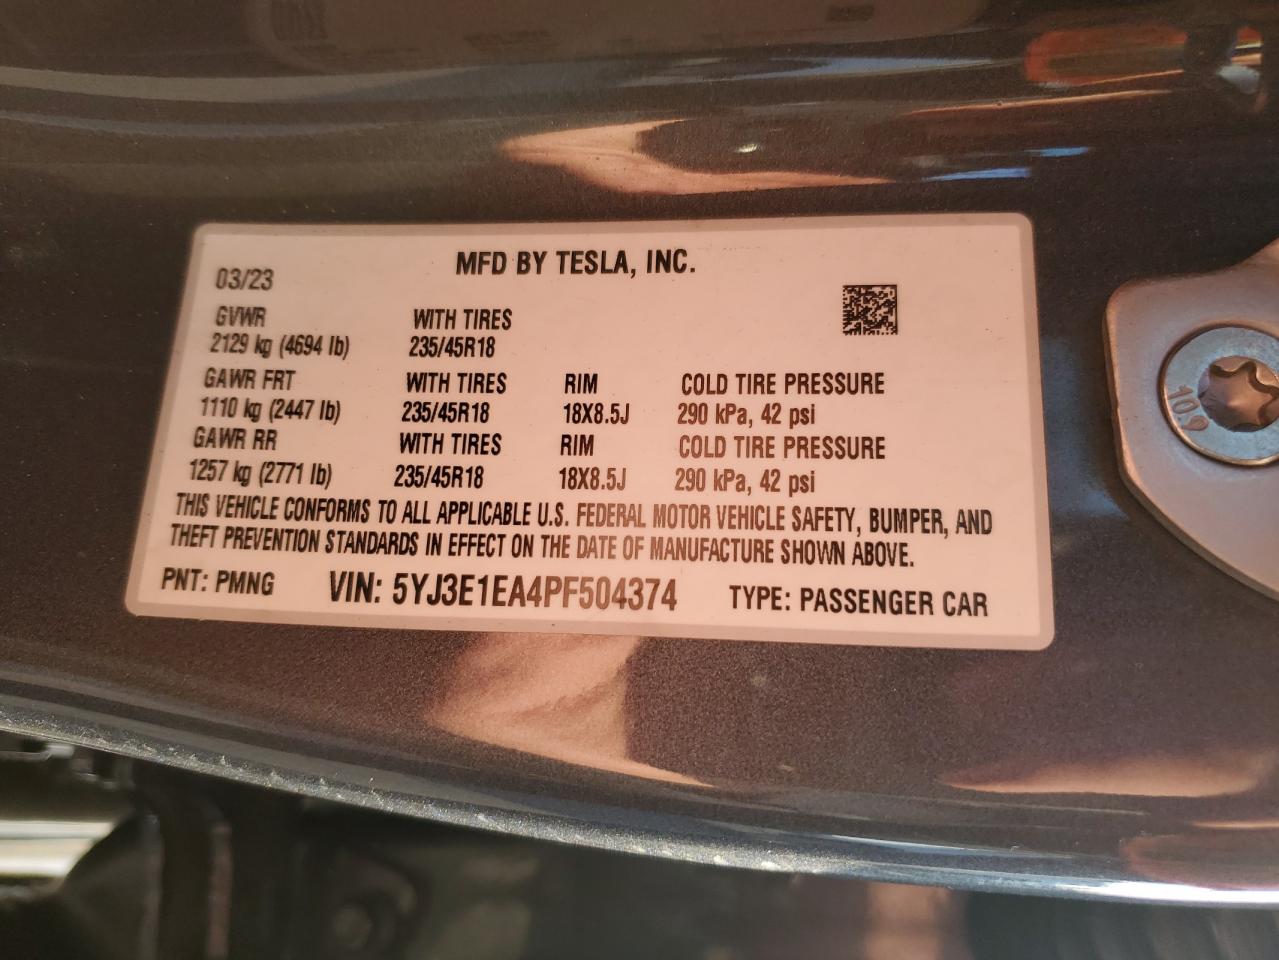 MFD BY TESLA, INC.
03/23
GVWR WITH TIRES
2129 kg (4694 lb) 235/45R18
GAWR FRT WITH TIRES RIM COLD TIRE PRESSURE
1110 kg (2447 lb) 235/45R18 18X8.5J 290 kPa, 42 psi
GAWR RR WITH TIRES RIM COLD TIRE PRESSURE
1257 kg (2771 lb) 235/45R18 18X8.5J 290 kPa, 42 psi
THIS VEHICLE CONFORMS TO ALL APPLICABLE U.S. FEDERAL MOTOR VEHICLE SAFETY, BUMPER, AND
THEFT PREVENTION STANDARDS IN EFFECT ON THE DATE OF MANUFACTURE SHOWN ABOVE.
PNT: PMNG VIN: 5YJ3E1EA4PF504374 TYPE: PASSENGER CAR
10.9